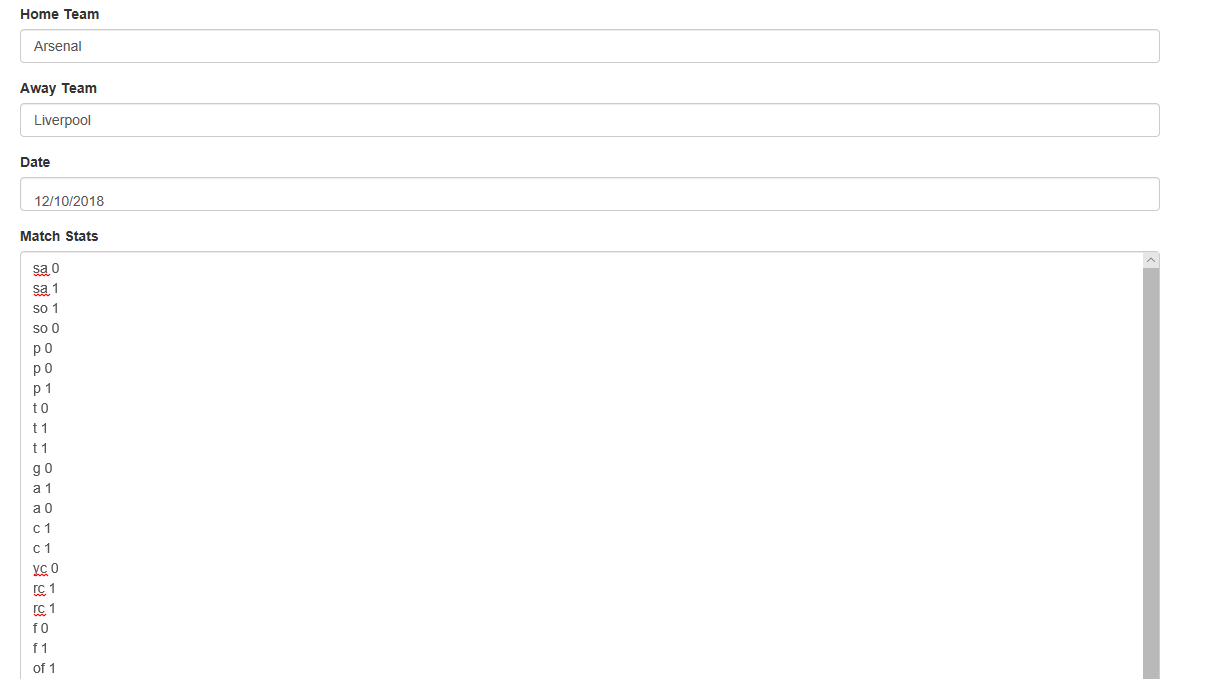 Home Team
Arsenal
Away Team
Liverpool
Date
12/10/2018
Match Stats
sa 0
sa 1
so 1
so 0
p 0
p 0
p 1
t 0
t 1
t 1
g 0
a 1
a 0
c 1
c 1
yc 0
rc 1
rc 1
f 0
f 1
of 1